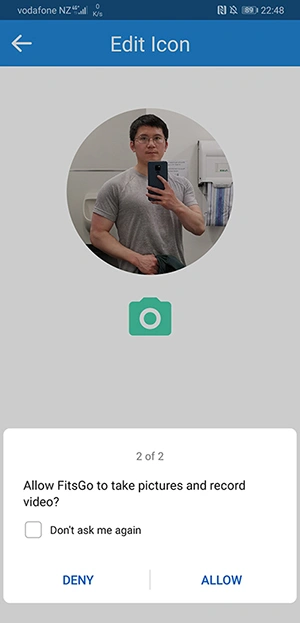 vodafone NZ 4G+ 0 K/s 89 22:48
Edit Icon
2 of 2
Allow FitsGo to take pictures and record
video?
Don't ask me again
DENY ALLOW